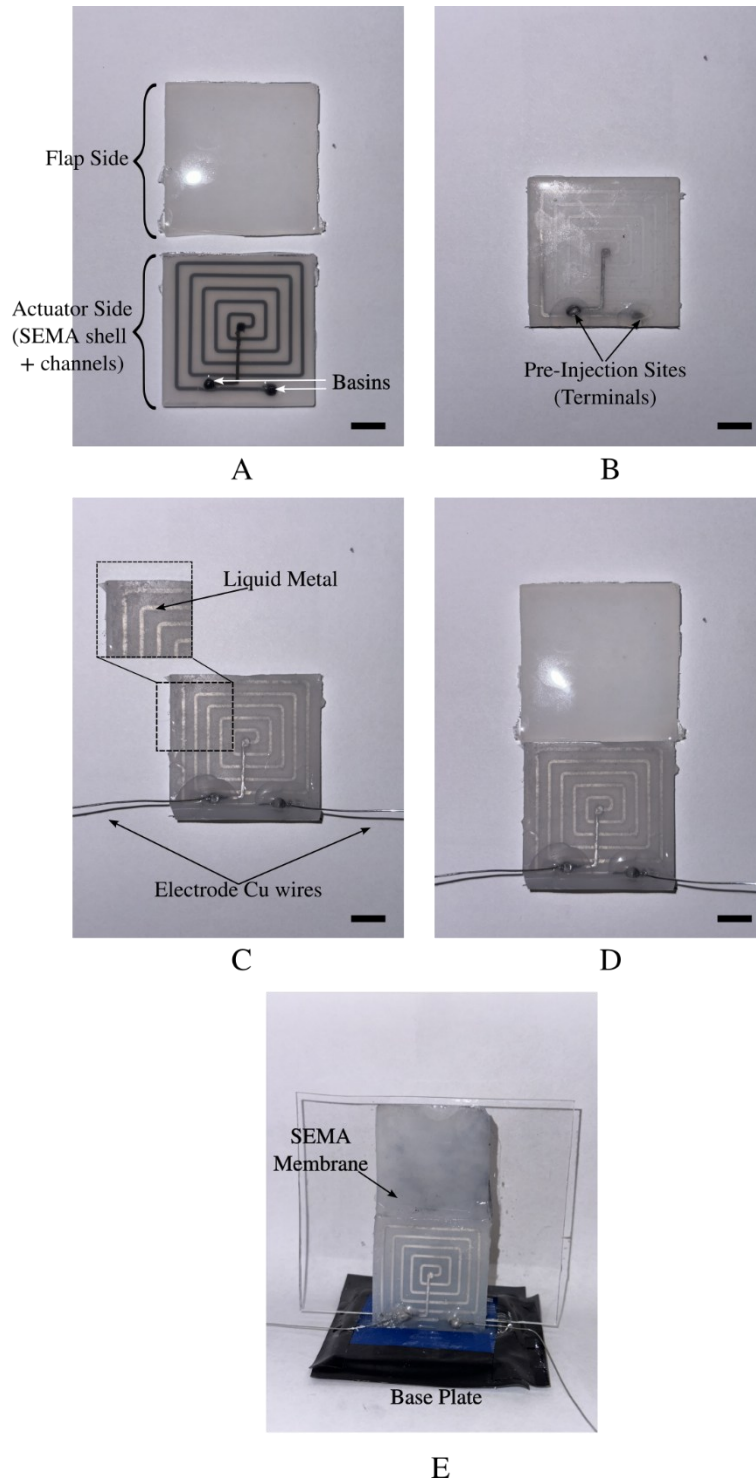 Flap Side
Actuator Side
(SEMA shell
+ channels)
Basins
A
Pre-Injection Sites
(Terminals)
B
Liquid Metal
Electrode Cu wires
C
D
SEMA
Membrane
Base Plate
E